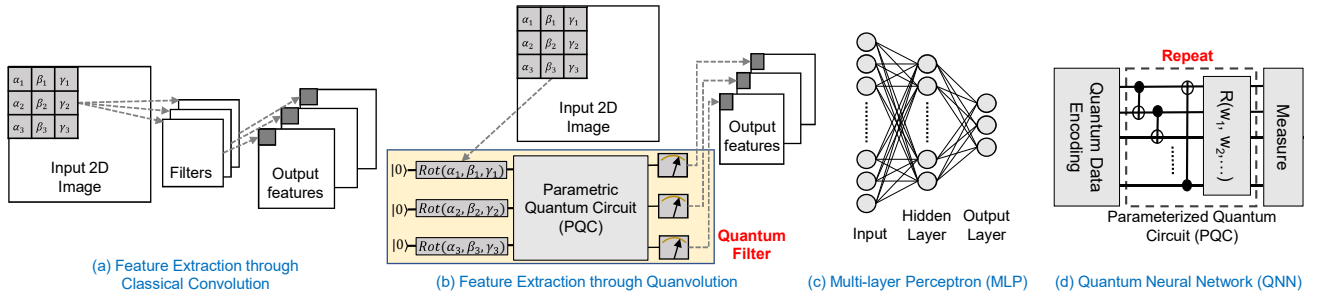 α₁ β₁ γ₁
α₂ β₂ γ₂
α₃ β₃ γ₃
Input 2D
Image
Filters
Output
features
(a) Feature Extraction through
Classical Convolution
α₁ β₁ γ₁
α₂ β₂ γ₂
α₃ β₃ γ₃
Input 2D
Image
Output
features
|0⟩ Rot(α₁, β₁, γ₁)
|0⟩ Rot(α₂, β₂, γ₂)
|0⟩ Rot(α₃, β₃, γ₃)
Parametric
Quantum Circuit
(PQC)
Quantum
Filter
(b) Feature Extraction through Quanvolution
Input
Hidden
Layer
Output
Layer
(c) Multi-layer Perceptron (MLP)
Repeat
Quantum Data
Encoding
R(w₁, w₂,...)
Measure
Parameterized Quantum
Circuit (PQC)
(d) Quantum Neural Network (QNN)